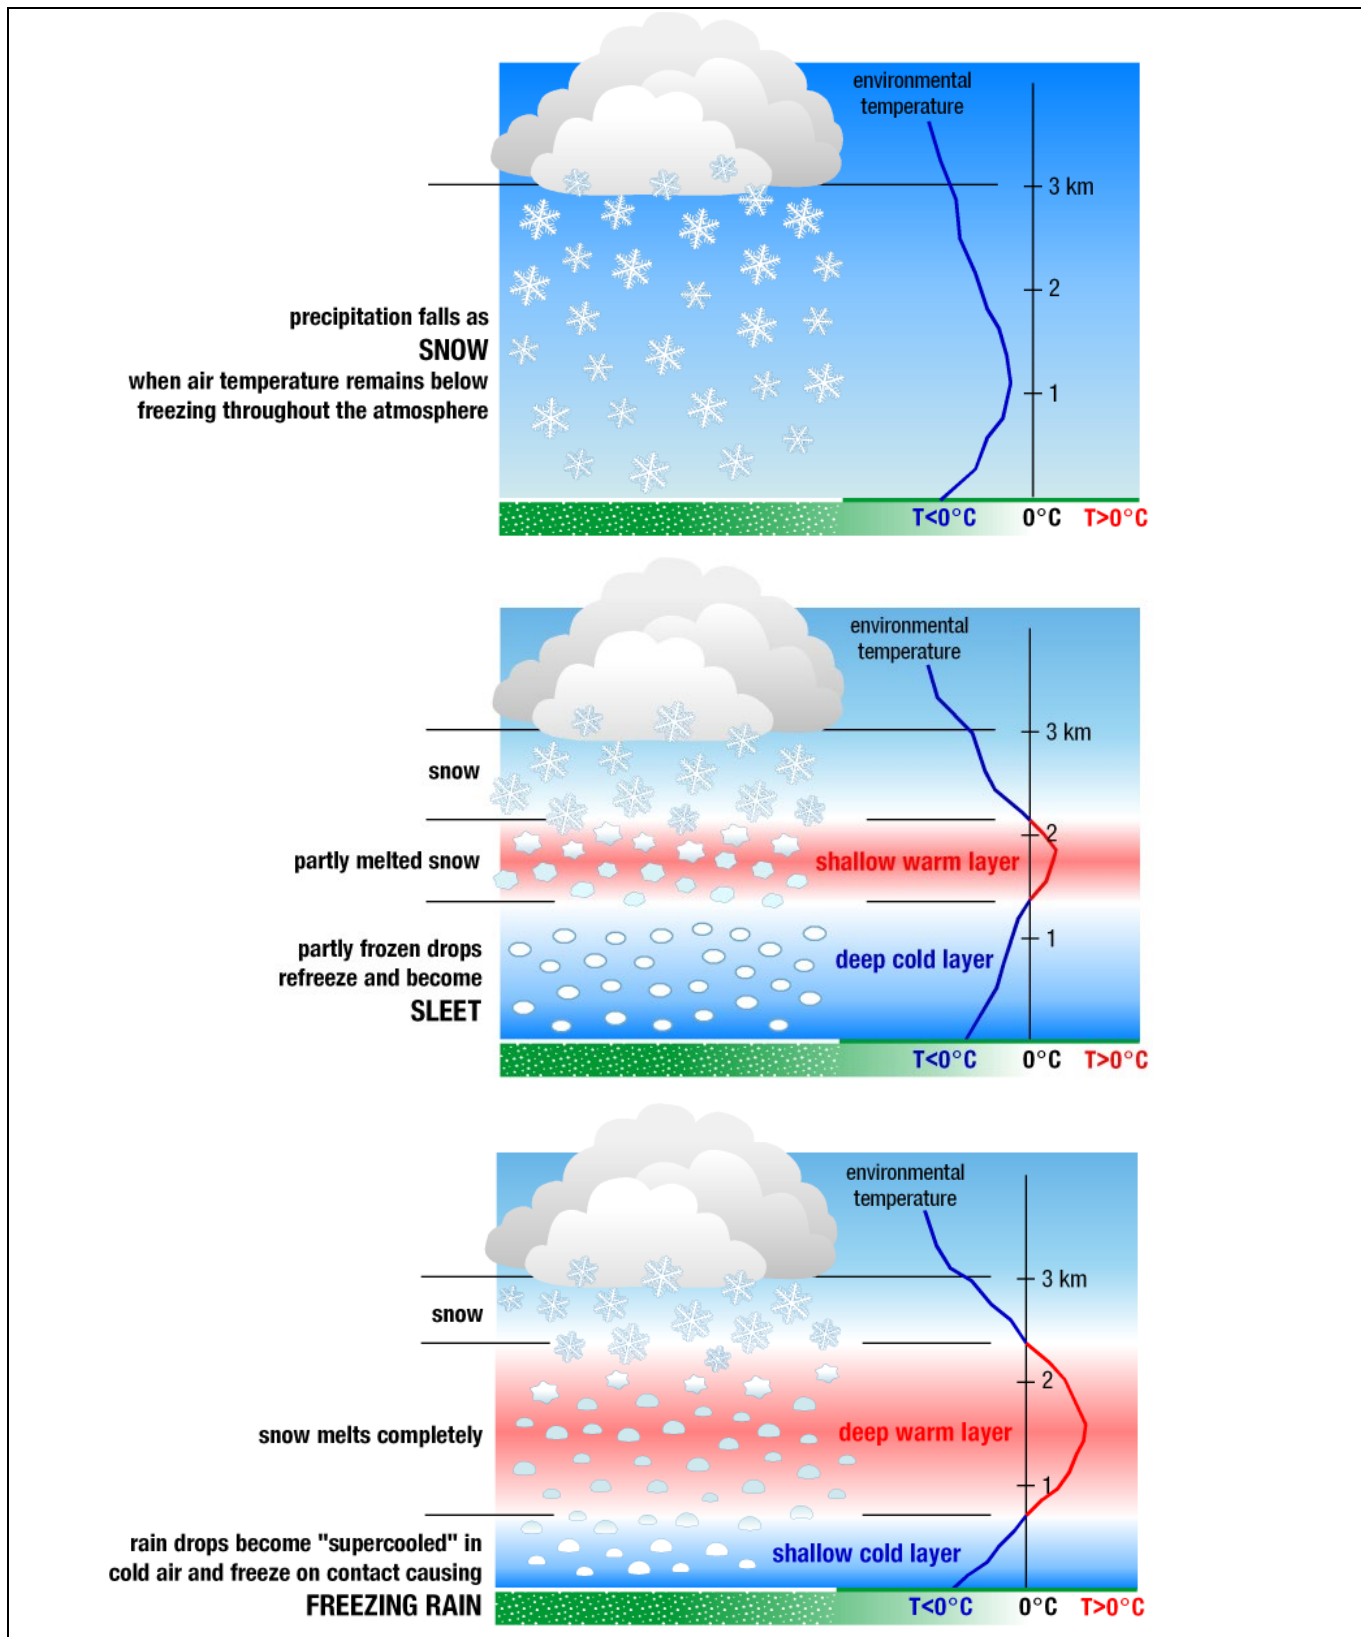 environmental
temperature
3 km
2
precipitation falls as
SNOW
when air temperature remains below
freezing throughout the atmosphere
1
T<0°C 0°C T>0°C
environmental
temperature
3 km
snow
2
partly melted snow
shallow warm layer
1
partly frozen drops
refreeze and become
SLEET
deep cold layer
T<0°C 0°C T>0°C
environmental
temperature
3 km
snow
2
snow melts completely
deep warm layer
1
rain drops become "supercooled" in
cold air and freeze on contact causing
FREEZING RAIN
shallow cold layer
T<0°C 0°C T>0°C